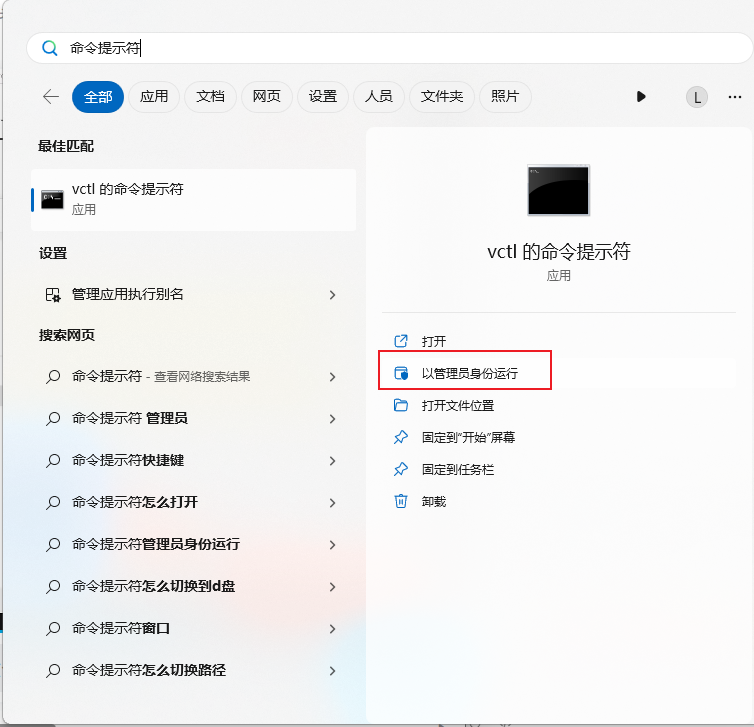 命令提示符
全部 应用 文档 网页 设置 人员 文件夹 照片 L
最佳匹配
vctl 的命令提示符
应用
设置
管理应用执行别名
搜索网页
命令提示符 - 查看网络搜索结果
命令提示符 管理员
命令提示符快捷键
命令提示符怎么打开
命令提示符管理员身份运行
命令提示符怎么切换到d盘
命令提示符窗口
命令提示符怎么切换路径
vctl 的命令提示符
应用
打开
以管理员身份运行
打开文件位置
固定到"开始"屏幕
固定到任务栏
卸载